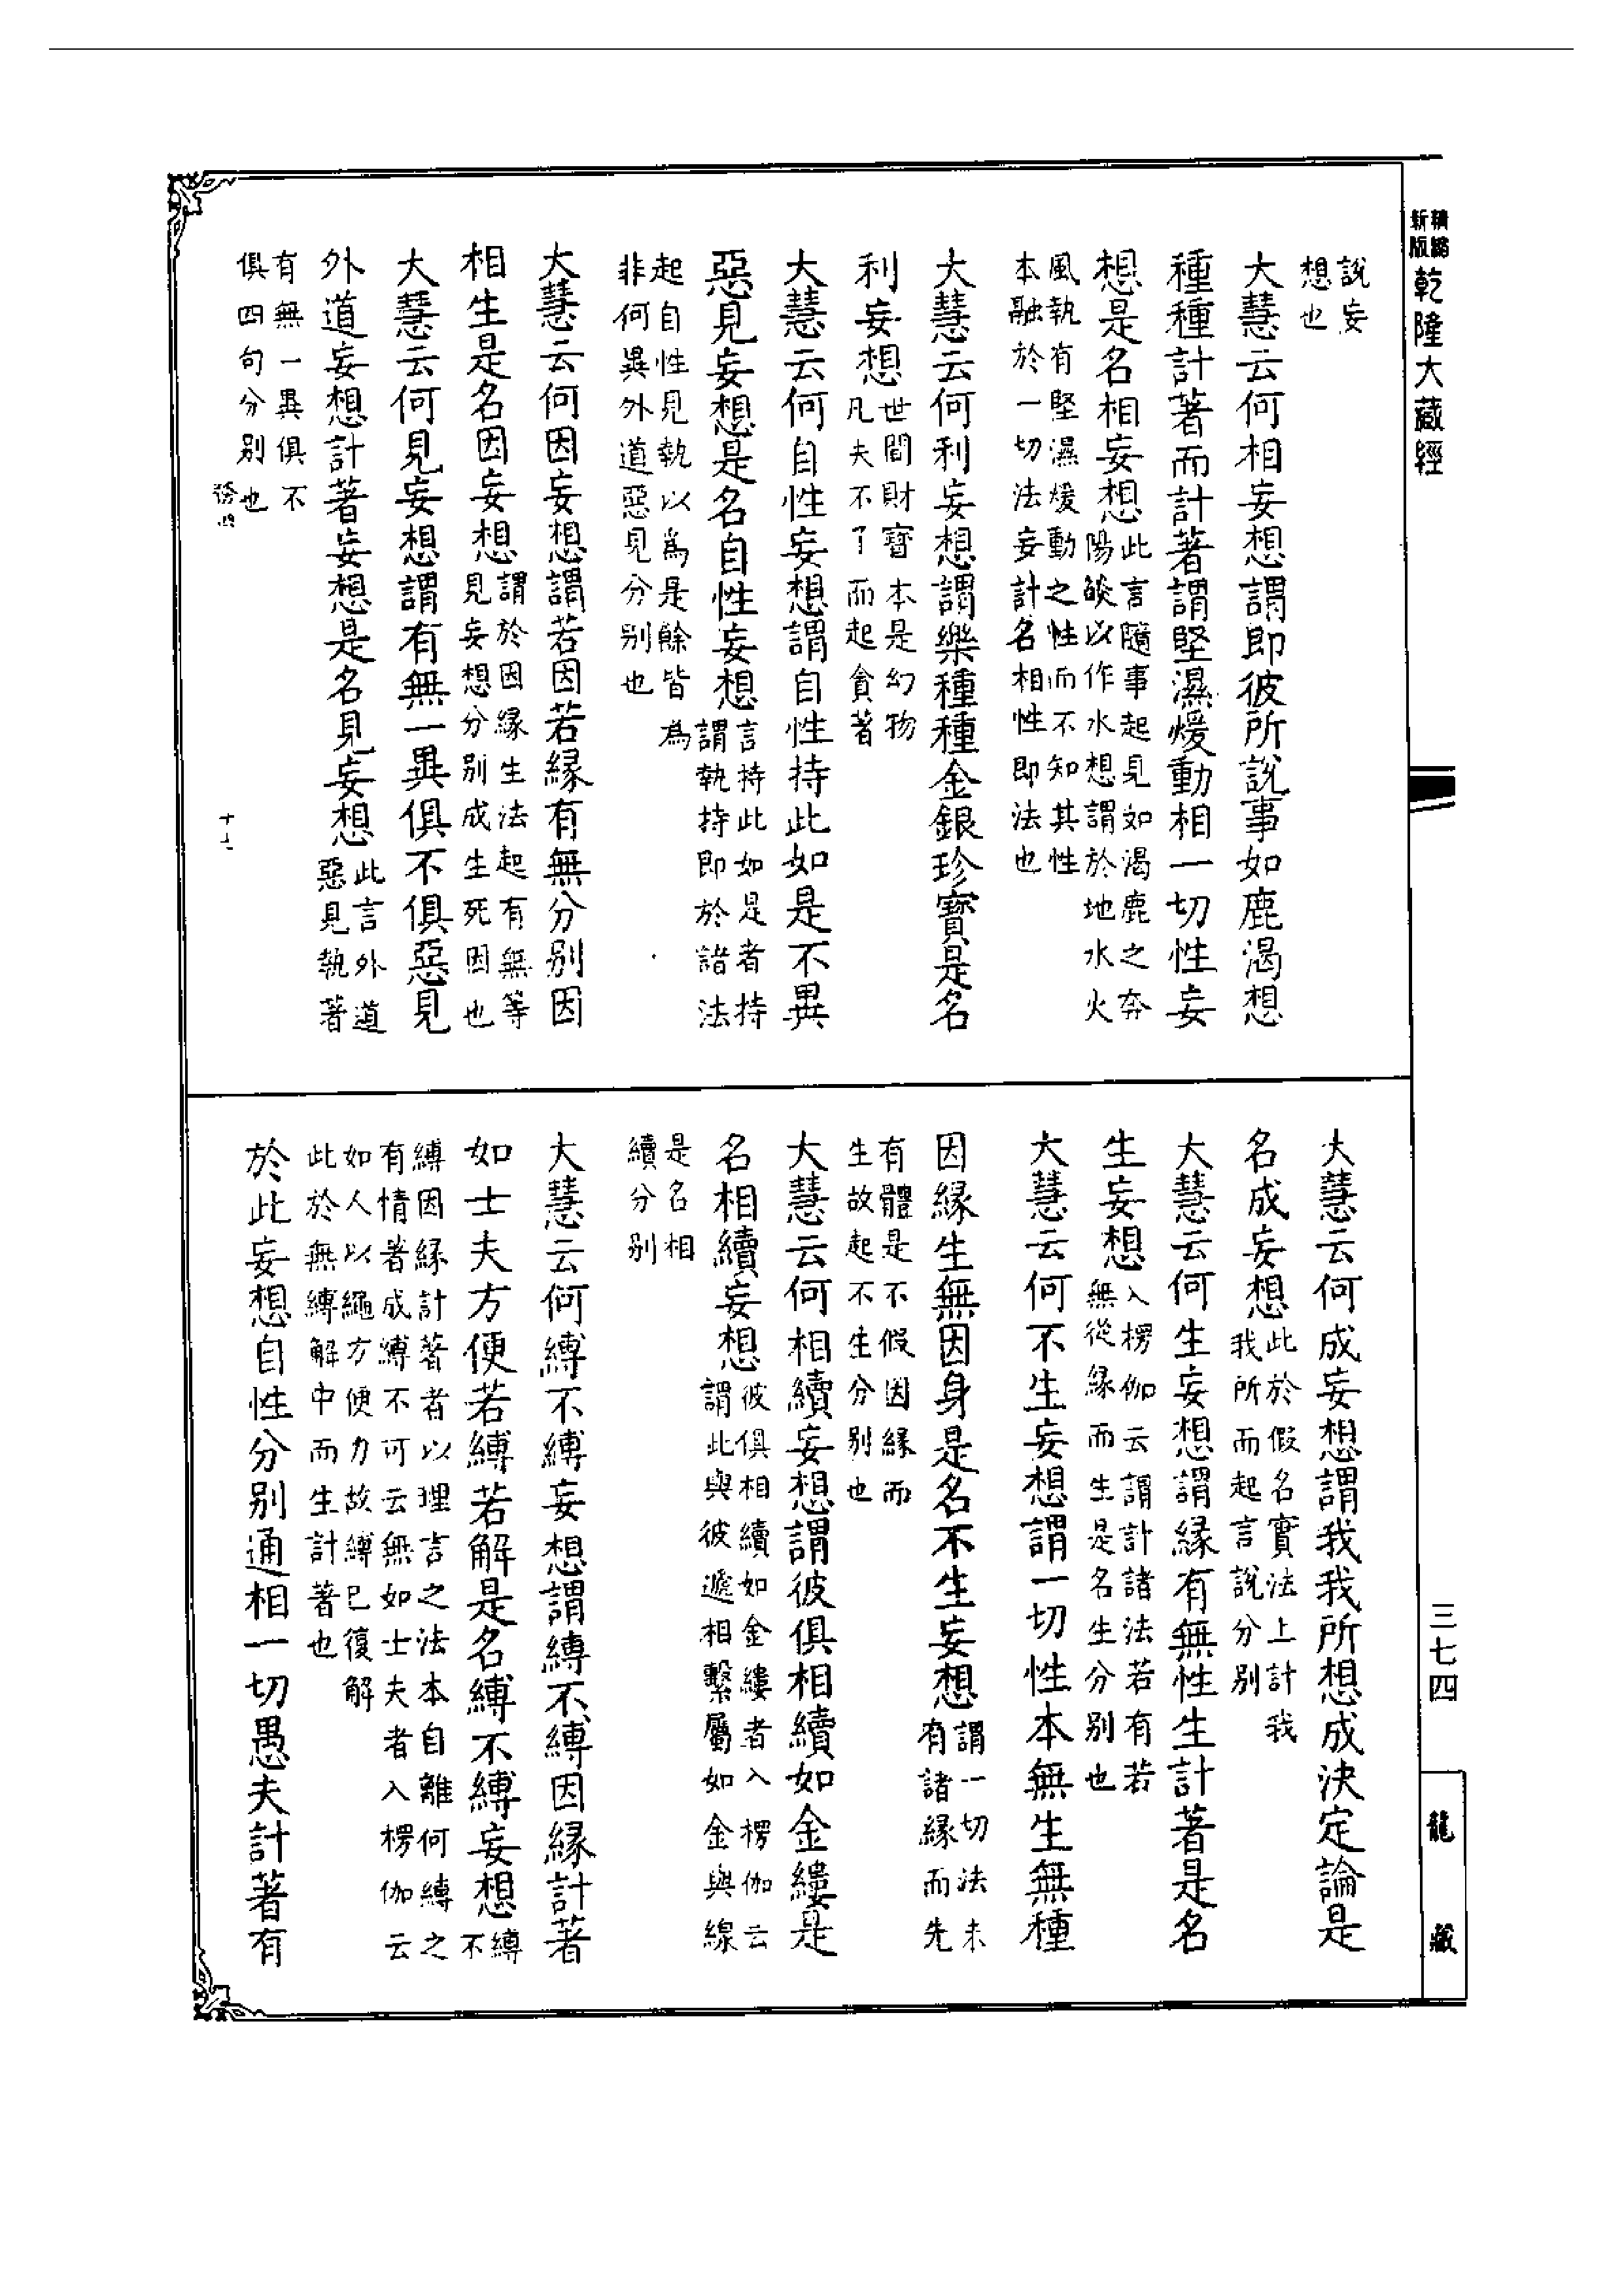 精縮新版乾隆大藏經
說妄
想也
大慧云何相妄想謂即彼所說事如鹿渴想
種種計著而計著謂堅濕煖動相一切性妄
想是名相妄想
此言隨事起見如渴鹿之奔
陽燄以作水想謂於地水火
風執有堅濕煖動之性而不知其性
本融於一切法妄計名相性即法也
大慧云何利妄想謂樂種種金銀珍寶是名
利妄想
世間財寶本是幻物
凡夫不了而起貪著
大慧云何自性妄想謂自性持此如是不異
惡見妄想是名自性妄想
言持此如是者持
謂執持即於諸法
起自性見執以為是餘皆為
非何異外道惡見分別也
大慧云何因妄想謂若因若緣有無分別因
相生是名因妄想
謂於因緣生法起有無等
見妄想分別成生死因也
大慧云何見妄想謂有無一異俱不俱惡見
外道妄想計著妄想是名見妄想
此言外道
惡見執著
有無一異俱不
俱四句分別也
十七
大慧云何成妄想謂我我所想成決定論是
名成妄想
此於假名實法上計我
我所而起言說分別
大慧云何生妄想謂緣有無性生計著是名
生妄想
入楞伽云謂計諸法若有若
無從緣而生是名生分別也
大慧云何不生妄想謂一切性本無生無種
因緣生無因身是名不生妄想
謂一切法未
有諸緣而先
有體是不假因緣而
生故起不生分別也
大慧云何相續妄想謂彼俱相續如金縷是
名相續妄想
彼俱相續如金縷者入楞伽云
謂此與彼遞相繫屬如金與線
是名相
續分別
大慧云何縛不縛妄想謂縛不縛因緣計著
如士夫方便若縛若解是名縛不縛妄想
縛
不
縛因緣計著者以理言之法本自離何縛之
有情著成縛不可云無如士夫者入楞伽云
如人以繩方便力故縛已復解
此於無縛解中而生計著也
於此妄想自性分別通相一切愚夫計著有
三七四
龍藏